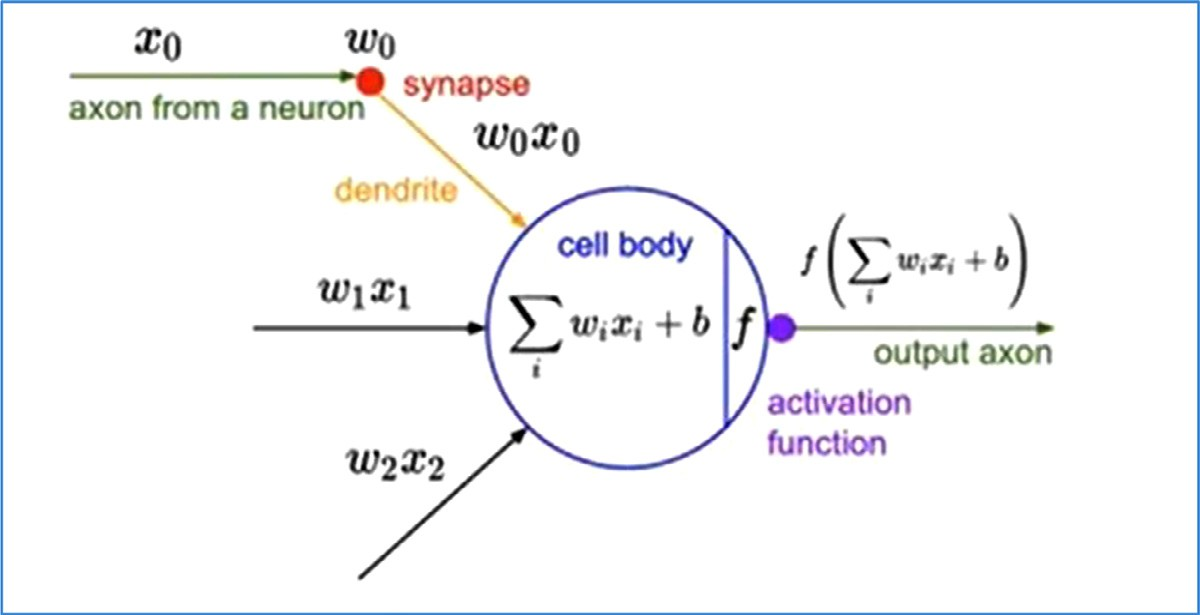 x₀ w₀
synapse
axon from a neuron
w₀x₀
dendrite
cell body
f(∑ᵢ wᵢxᵢ + b)
w₁x₁
∑ᵢ wᵢxᵢ + b f
output axon
activation
function
w₂x₂